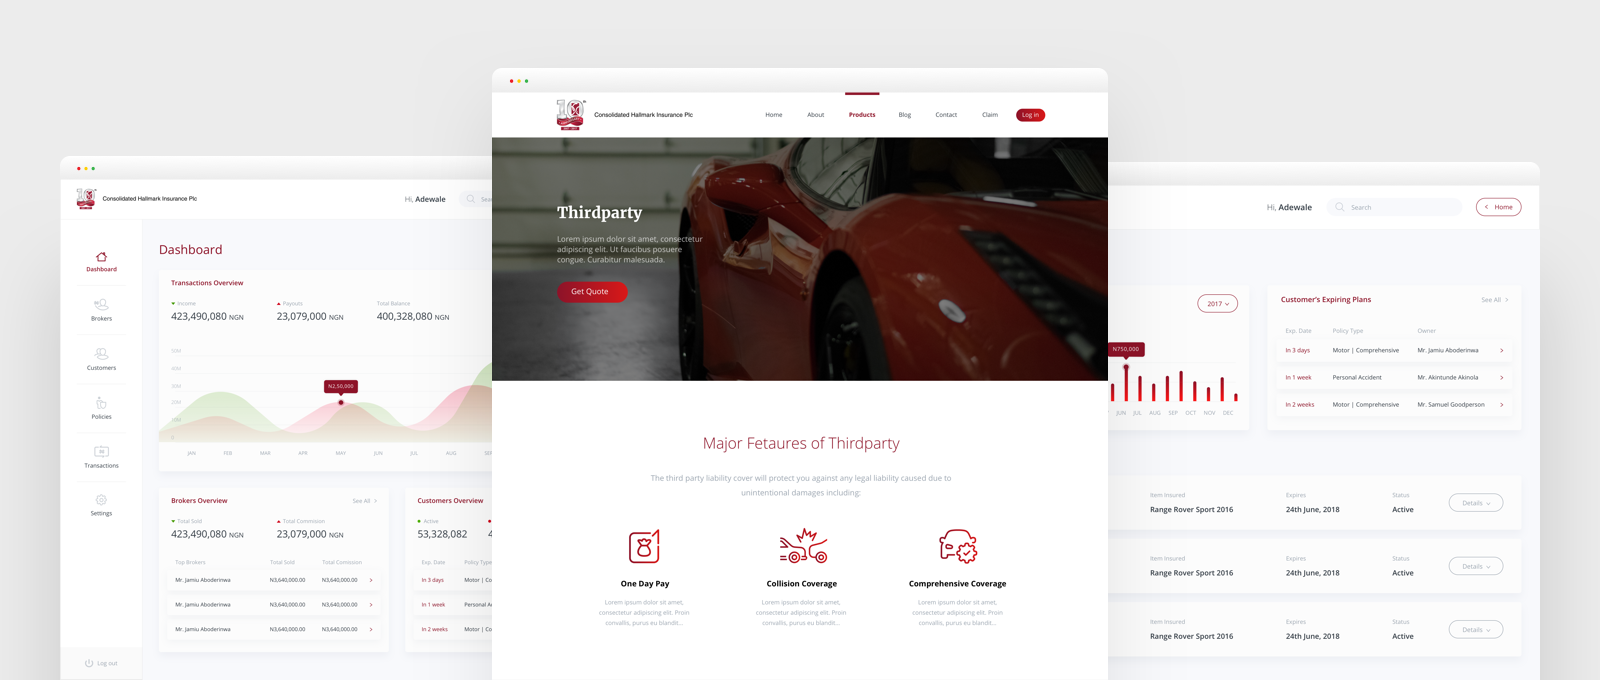 Consolidated Hallmark Insurance Plc
Hi, Adewale
Dashboard
Brokers
Customers
Policies
Transactions
Settings
Log out
Dashboard
Transactions Overview
Income
Payouts
Total Balance
423,490,080 NGN
23,079,000 NGN
400,328,080 NGN
50M
40M
30M
20M
10M
0
N2,50,000
JAN FEB MAR APR MAY JUN JUL AUG
Brokers Overview
See All
Total Sold
Total Commision
423,490,080 NGN
23,079,000 NGN
Top Brokers Total Sold Total Comission
Mr. Jamiu Aboderinwa N3,640,000.00 N3,640,000.00
Mr. Jamiu Aboderinwa N3,640,000.00 N3,640,000.00
Mr. Jamiu Aboderinwa N3,640,000.00 N3,640,000.00
Customers Overview
Active
53,328,082
Exp. Date Policy Type
In 3 days Motor | Co
In 1 week Personal A
In 2 weeks Motor | Co
Consolidated Hallmark Insurance Plc
Home About Products Blog Contact Claim Log in
Thirdparty
Lorem ipsum dolor sit amet, consectetur
adipiscing elit. Ut faucibus posuere
congue. Curabitur malesuada.
Get Quote
Major Fetaures of Thirdparty
The third party liability cover will protect you against any legal liability caused due to
unintentional damages including:
One Day Pay
Lorem ipsum dolor sit amet,
consectetur adipiscing elit. Proin
convallis, purus eu blandit...
Collision Coverage
Lorem ipsum dolor sit amet,
consectetur adipiscing elit. Proin
convallis, purus eu blandit...
Comprehensive Coverage
Lorem ipsum dolor sit amet,
consectetur adipiscing elit. Proin
convallis, purus eu blandit...
Hi, Adewale
Search
Home
2017
N750,000
JUN JUL AUG SEP OCT NOV DEC
Customer's Expiring Plans
See All
Exp. Date Policy Type Owner
In 3 days Motor | Comprehensive Mr. Jamiu Aboderinwa
In 1 week Personal Accident Mr. Akintunde Akinola
In 2 weeks Motor | Comprehensive Mr. Samuel Goodperson
Item Insured Expires Status
Range Rover Sport 2016 24th June, 2018 Active
Details
Item Insured Expires Status
Range Rover Sport 2016 24th June, 2018 Active
Details
Item Insured Expires Status
Range Rover Sport 2016 24th June, 2018 Active
Details